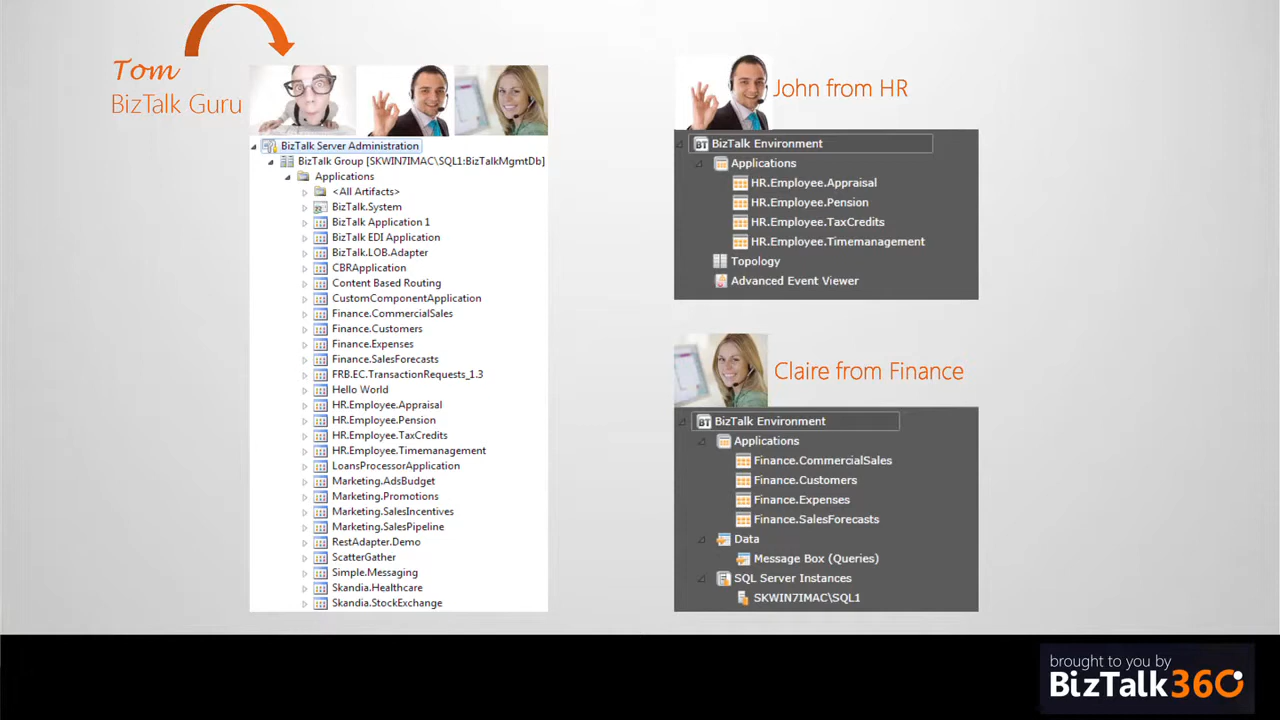 Tom
BizTalk Guru
BizTalk Server Administration
BizTalk Group [SKWIN7IMAC\SQL1:BizTalkMgmtDb]
Applications
<All Artifacts>
BizTalk.System
BizTalk Application 1
BizTalk EDI Application
BizTalk.LOB.Adapter
CBRApplication
Content Based Routing
CustomComponentApplication
Finance.CommercialSales
Finance.Customers
Finance.Expenses
Finance.SalesForecasts
FRB.EC.TransactionRequests_1.3
Hello World
HR.Employee.Appraisal
HR.Employee.Pension
HR.Employee.TaxCredits
HR.Employee.Timemanagement
LoansProcessorApplication
Marketing.AdsBudget
Marketing.Promotions
Marketing.SalesIncentives
Marketing.SalesPipeline
RestAdapter.Demo
ScatterGather
Simple.Messaging
Skandia.Healthcare
Skandia.StockExchange
John from HR
BT BizTalk Environment
Applications
HR.Employee.Appraisal
HR.Employee.Pension
HR.Employee.TaxCredits
HR.Employee.Timemanagement
Topology
Advanced Event Viewer
Claire from Finance
BT BizTalk Environment
Applications
Finance.CommercialSales
Finance.Customers
Finance.Expenses
Finance.SalesForecasts
Data
Message Box (Queries)
SQL Server Instances
SKWIN7IMAC\SQL1
brought to you by
BizTalk360